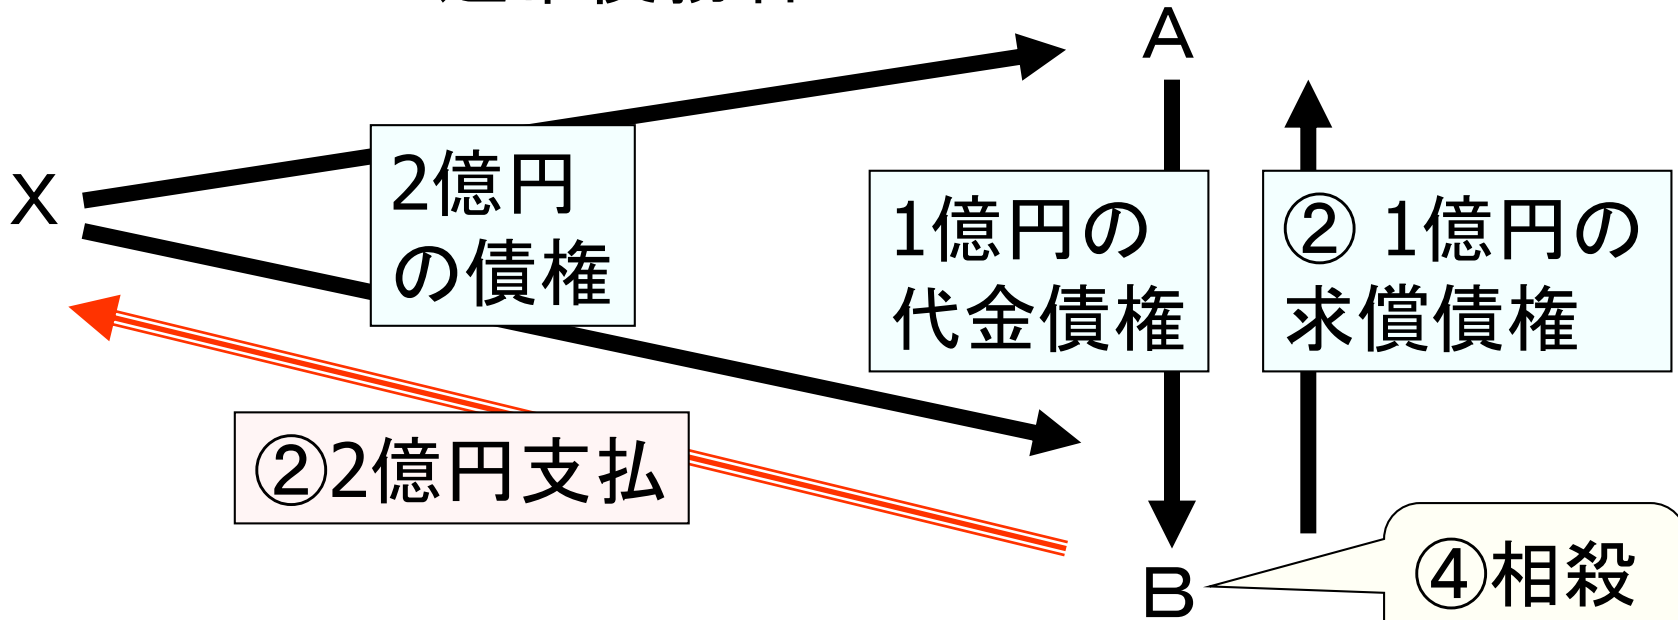 A
X
2億円
の債権
1億円の
代金債権
② 1億円の
求償債権
②2億円支払
④相殺
B